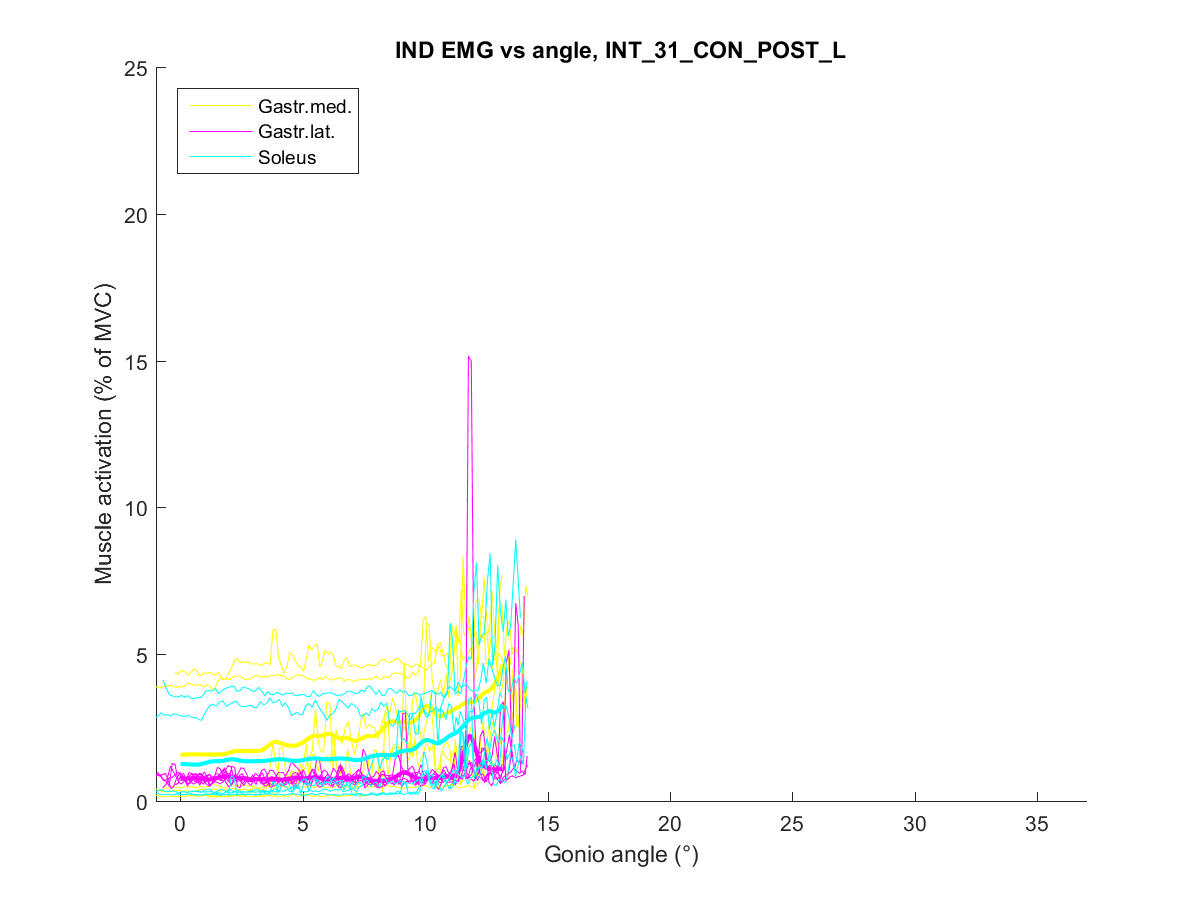 IND EMG vs angle, INT_31_CON_POST_L
25
20
15
10
5
0
Muscle activation (% of MVC)
Gastr.med.
Gastr.lat.
Soleus
0 5 10 15 20 25 30 35
Gonio angle (°)